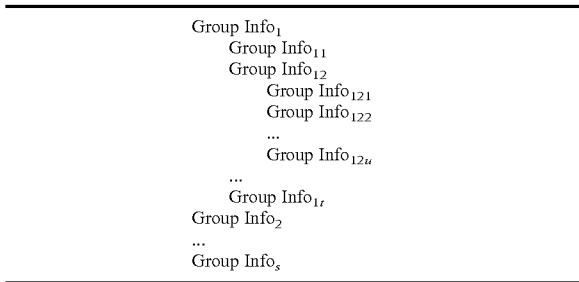 Group Info₁
Group Info₁₁
Group Info₁₂
Group Info₁₂₁
Group Info₁₂₂
...
Group Info₁₂ᵤ
...
Group Info₁ₜ
Group Info₂
...
Group Infoₛ